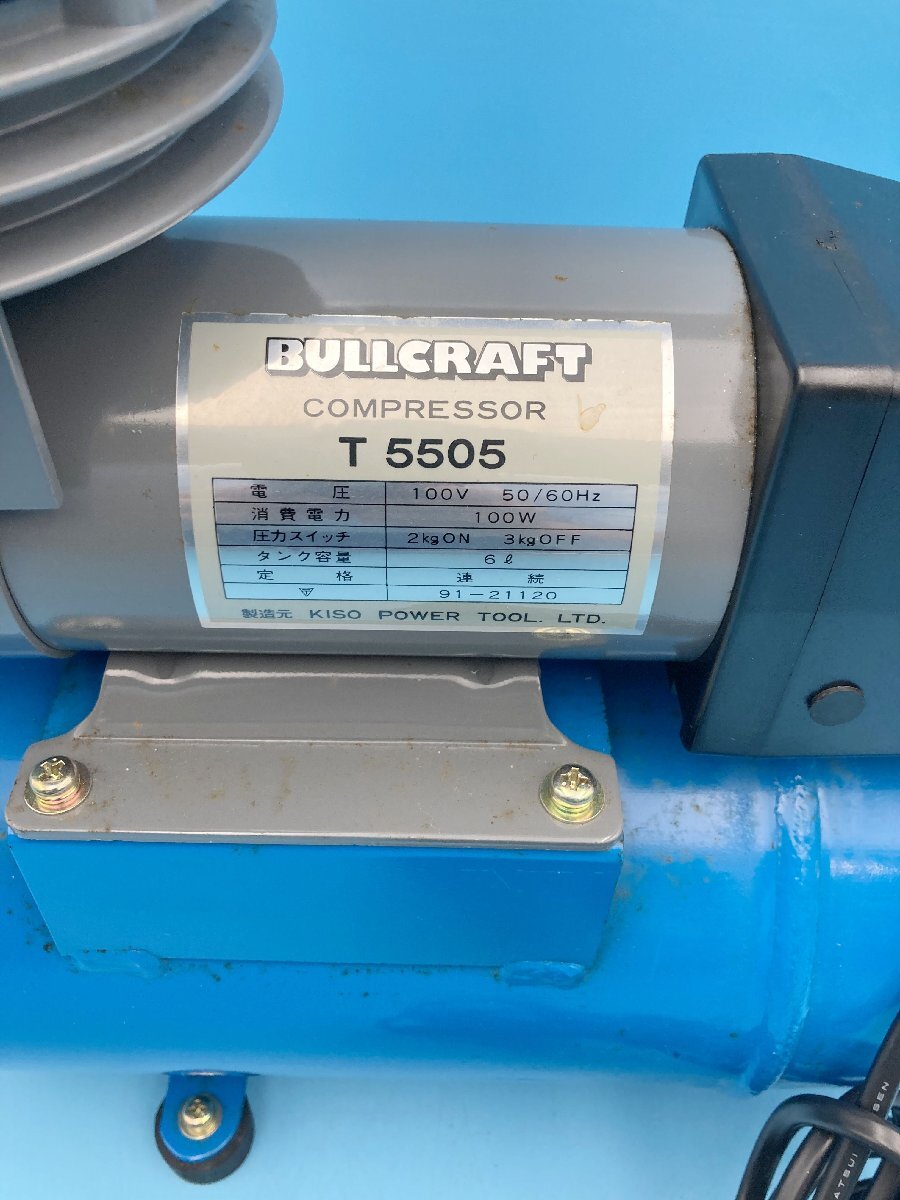 BULLCRAFT
COMPRESSOR
T 5505
電圧 100V 50/60Hz
消費電力 100W
圧力スイッチ 2kgON 3kgOFF
タンク容量 6ℓ
定格 連続
▽ 91-21120
製造元 KISO POWER TOOL. LTD.
ATSUI
SEN